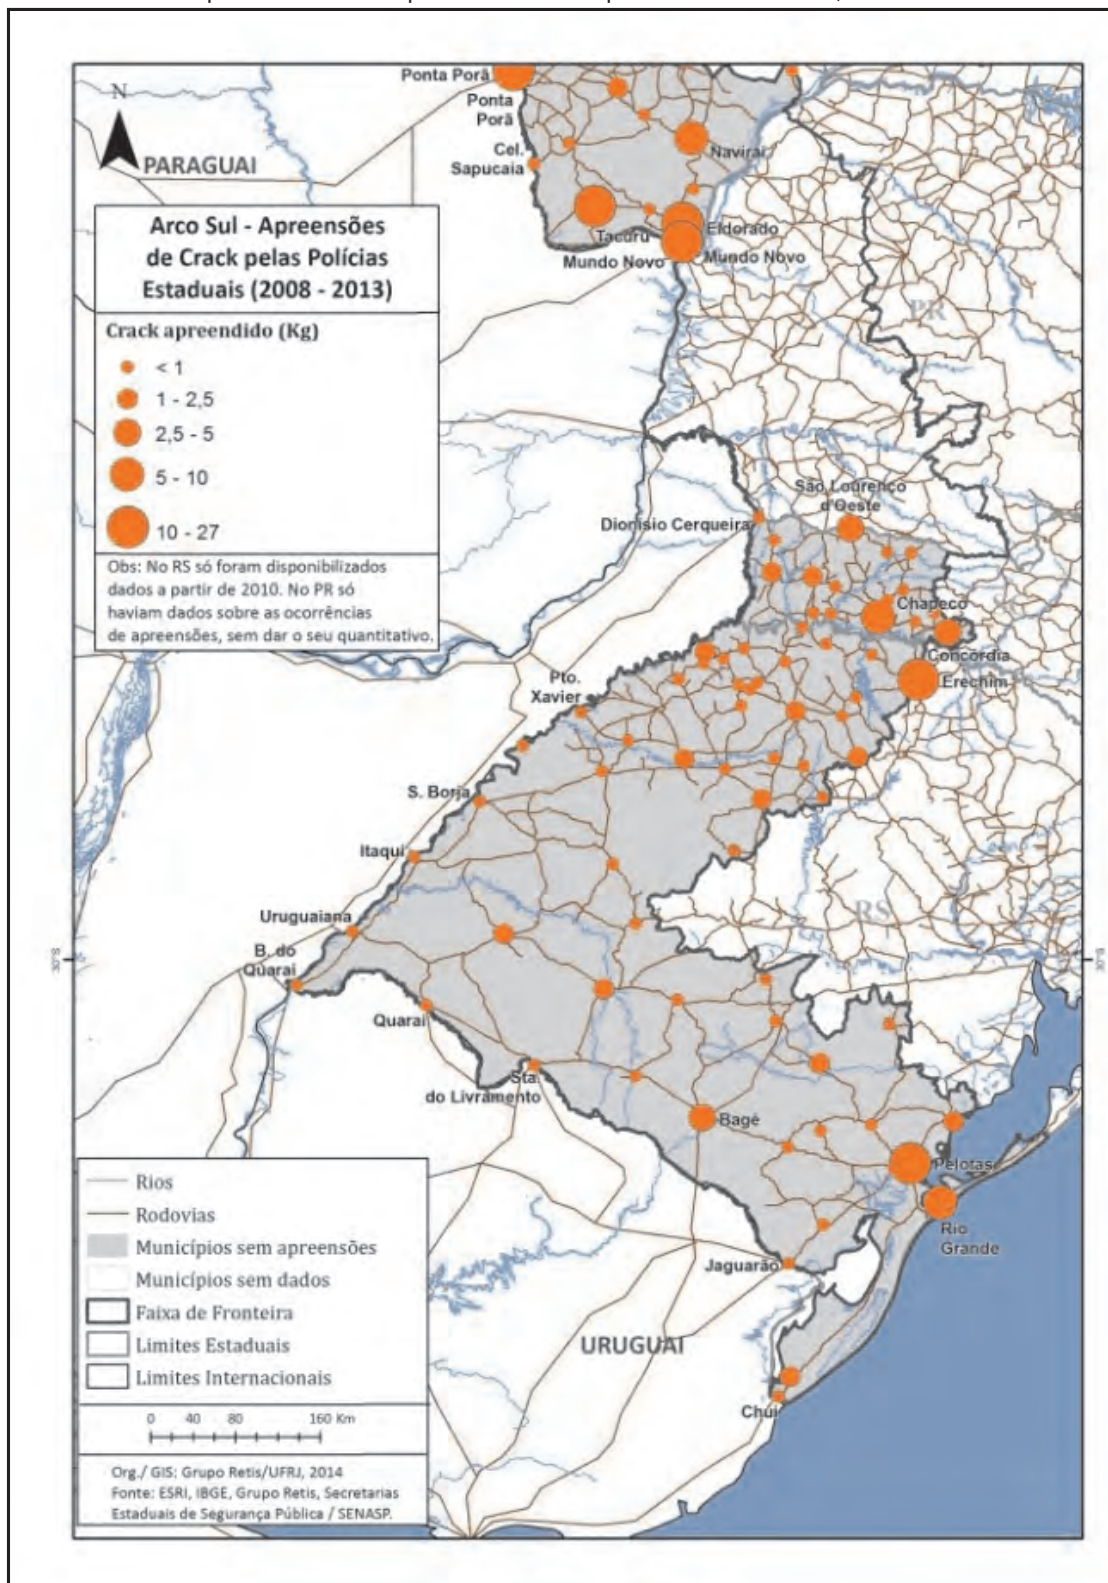 N
PARAGUAI
Arco Sul - Apreensões
de Crack pelas Polícias
Estaduais (2008 - 2013)
Crack apreendido (Kg)
< 1
1 - 2,5
2,5 - 5
5 - 10
10 - 27
Obs: No RS só foram disponibilizados
dados a partir de 2010. No PR só
haviam dados sobre as ocorrências
de apreensões, sem dar o seu quantitativo.
Ponta Porã
Ponta
Porã
Cel.
Sapucaia
Naviraí
Tacuru
Eldorado
Mundo Novo
Mundo Novo
PR
São Lourenço
d'Oeste
Dionísio Cerqueira
Chapecó
Concórdia
Erechim
Pto.
Xavier
S. Borja
Itaqui
Uruguaiana
B. do
Quarai
RS
30°S
30°S
Quarai
Sta.
do Livramento
Bagé
Pelotas
Rio
Grande
Jaguarão
URUGUAI
Chuí
Rios
Rodovias
Municípios sem apreensões
Municípios sem dados
Faixa de Fronteira
Limites Estaduais
Limites Internacionais
0 40 80 160 Km
Org./ GIS: Grupo Retis/UFRJ, 2014
Fonte: ESRI, IBGE, Grupo Retis, Secretarias
Estaduais de Segurança Pública / SENASP.